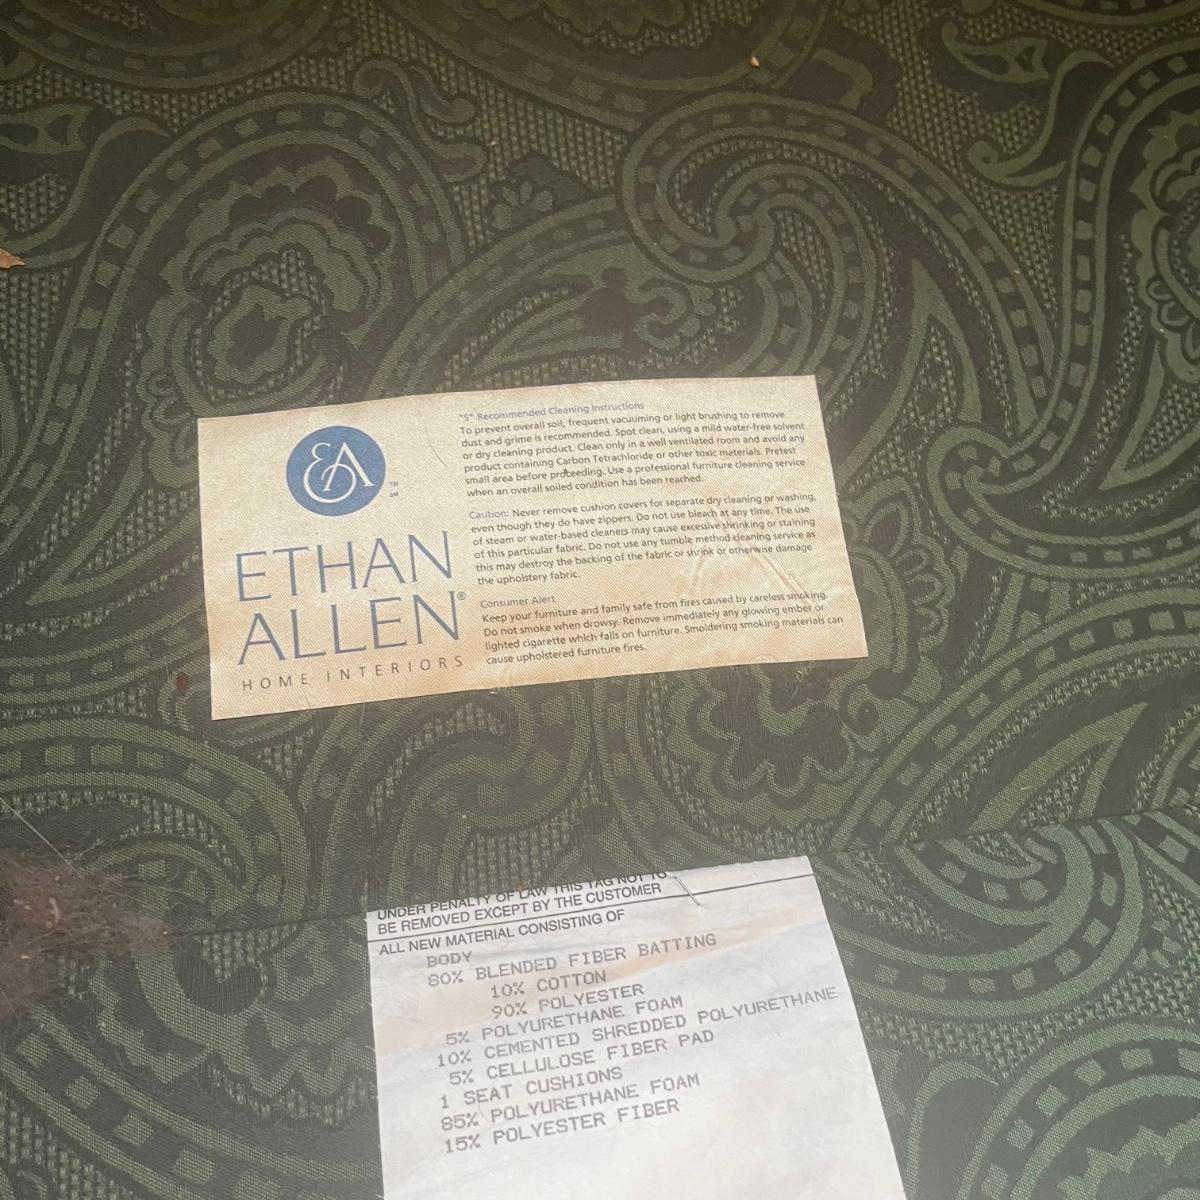 EA
TM
SM
ETHAN
ALLEN®
HOME INTERIORS
"S" Recommended Cleaning Instructions
To prevent overall soil, frequent vacuuming or light brushing to remove
dust and grime is recommended. Spot clean, using a mild water-free solvent
or dry cleaning product. Clean only in a well ventilated room and avoid any
product containing Carbon Tetrachloride or other toxic materials. Pretest
small area before proceeding. Use a professional furniture cleaning service
when an overall soiled condition has been reached.
Caution: Never remove cushion covers for separate dry cleaning or washing,
even though they do have zippers. Do not use bleach at any time. The use
of steam or water-based cleaners may cause excessive shrinking or staining
of this particular fabric. Do not use any tumble method cleaning service as
this may destroy the backing of the fabric or shrink or otherwise damage
the upholstery fabric.
Consumer Alert
Keep your furniture and family safe from fires caused by careless smoking.
Do not smoke when drowsy. Remove immediately any glowing ember or
lighted cigarette which falls on furniture. Smoldering smoking materials can
cause upholstered furniture fires.
UNDER PENALTY OF LAW THIS TAG NOT TO
BE REMOVED EXCEPT BY THE CUSTOMER
ALL NEW MATERIAL CONSISTING OF
BODY
80% BLENDED FIBER BATTING
10% COTTON
90% POLYESTER
5% POLYURETHANE FOAM
10% CEMENTED SHREDDED POLYURETHANE
5% CELLULOSE FIBER PAD
1 SEAT CUSHIONS
85% POLYURETHANE FOAM
15% POLYESTER FIBER